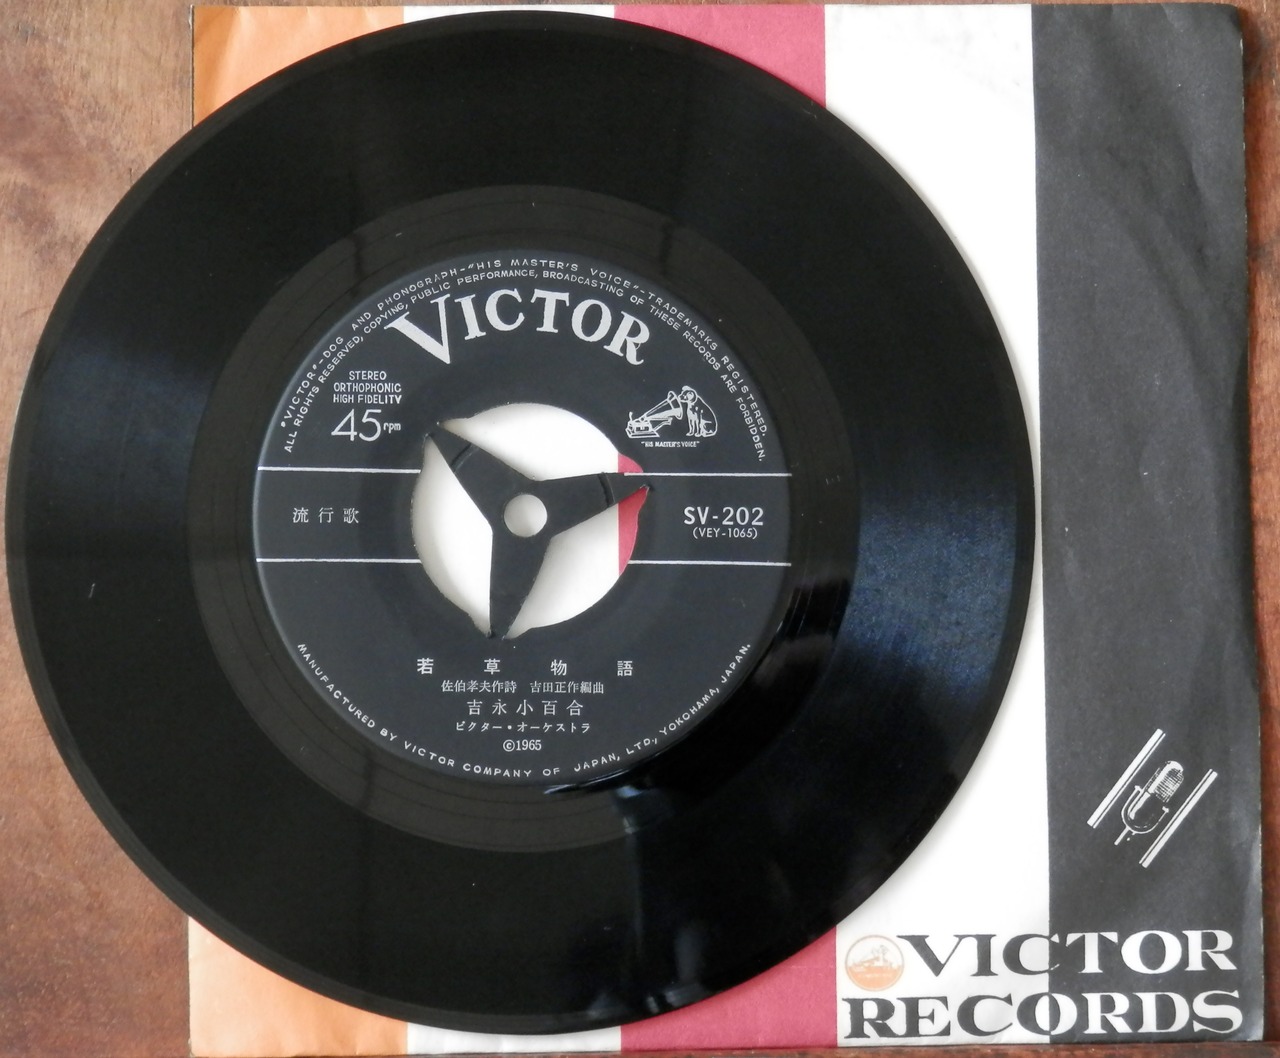 "VICTOR"-DOG AND PHONOGRAPH-"HIS MASTER'S VOICE"-TRADEMARKS REGISTERED,
ALL RIGHTS RESERVED, COPYING, PUBLIC PERFORMANCE, BROADCASTING OF THESE RECORDS ARE FORBIDDEN.
VICTOR
STEREO
ORTHOPHONIC
HIGH FIDELITY
45rpm
"HIS MASTER'S VOICE"
流行歌
SV-202
(VEY-1065)
若草物語
佐伯孝夫作詩 吉田正作編曲
吉永小百合
ビクター・オーケストラ
©1965
MANUFACTURED BY VICTOR COMPANY OF JAPAN, LTD., YOKOHAMA, JAPAN.
VICTOR
RECORDS